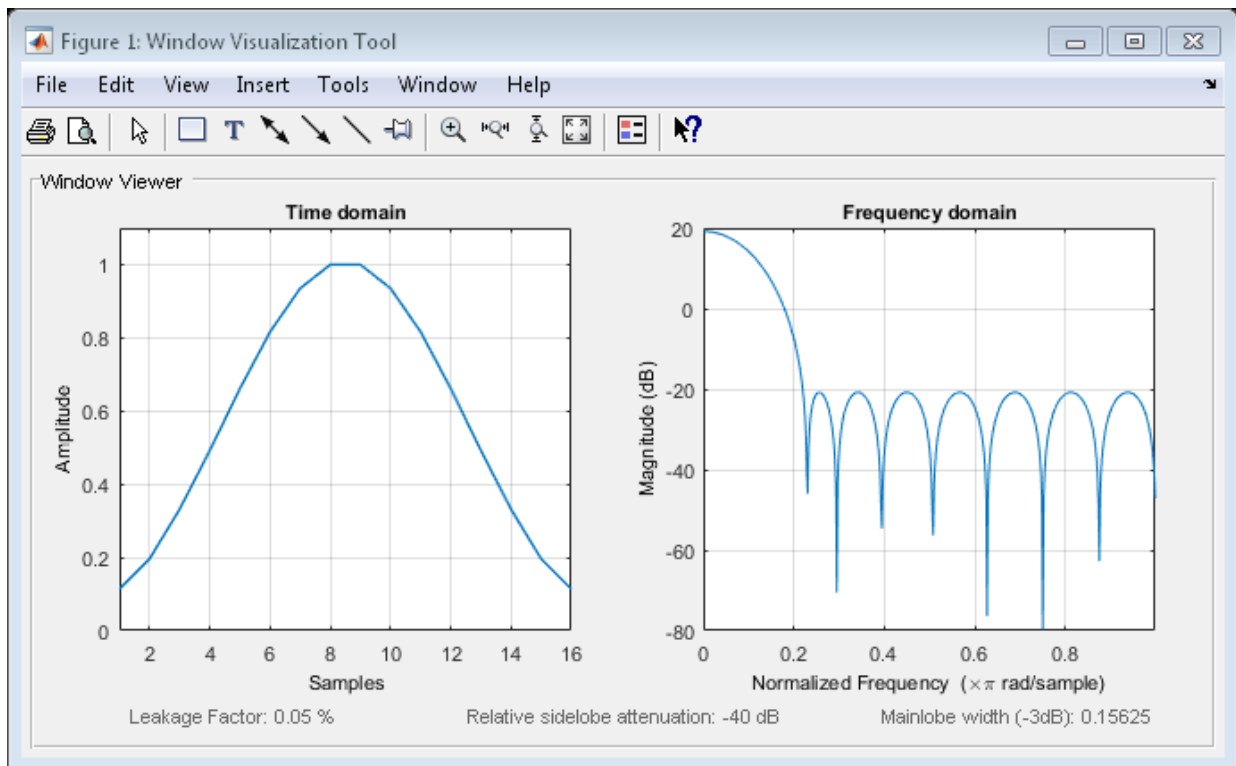 Figure 1: Window Visualization Tool
File Edit View Insert Tools Window Help
T
Window Viewer
Time domain
1
0.8
0.6
0.4
0.2
0
Amplitude
2 4 6 8 10 12 14 16
Samples
Frequency domain
20
0
-20
-40
-60
-80
Magnitude (dB)
0 0.2 0.4 0.6 0.8
Normalized Frequency (×π rad/sample)
Leakage Factor: 0.05 %
Relative sidelobe attenuation: -40 dB
Mainlobe width (-3dB): 0.15625